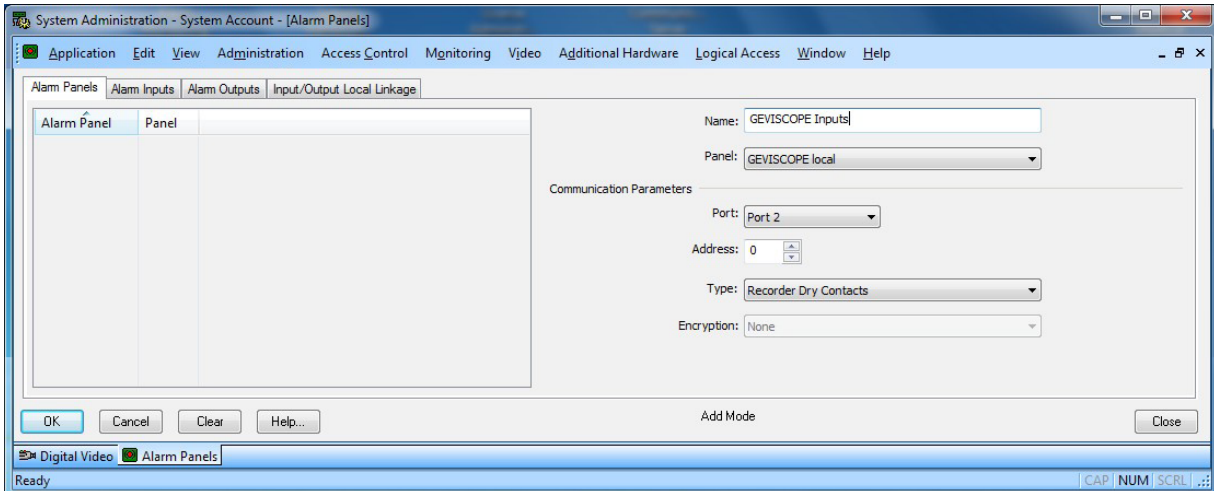 System Administration - System Account - [Alarm Panels]
Application Edit View Administration Access Control Monitoring Video Additional Hardware Logical Access Window Help
Alarm Panels Alarm Inputs Alarm Outputs Input/Output Local Linkage
Alarm Panel Panel
Name: GEVISCOPE Inputs
Panel: GEVISCOPE local
Communication Parameters
Port: Port 2
Address: 0
Type: Recorder Dry Contacts
Encryption: None
OK Cancel Clear Help... Add Mode Close
Digital Video Alarm Panels
Ready CAP NUM SCRL